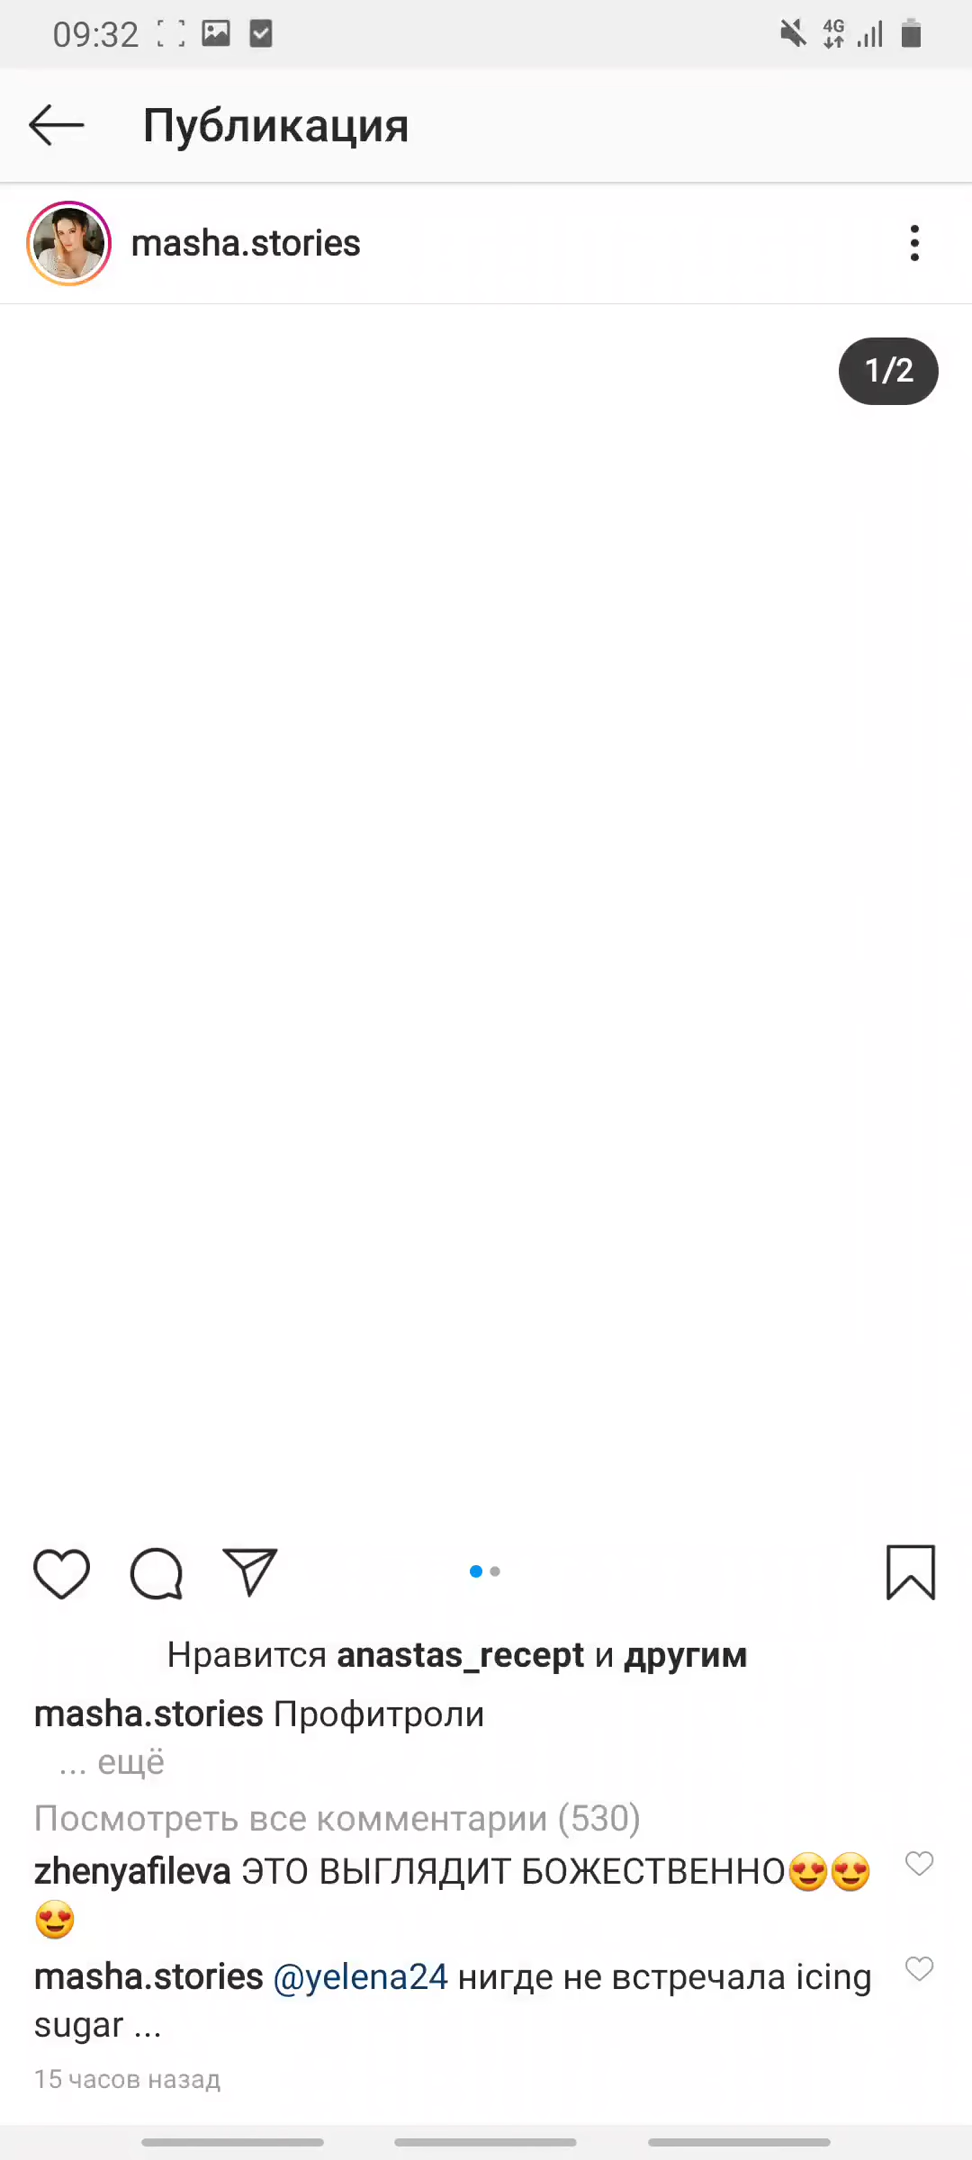 09:32
4G
Публикация
masha.stories
1/2
Нравится anastas_recept и другим
masha.stories Профитроли
... ещё
Посмотреть все комментарии (530)
zhenyafileva ЭТО ВЫГЛЯДИТ БОЖЕСТВЕННО😍😍
😍
masha.stories @yelena24 нигде не встречала icing
sugar ...
15 часов назад